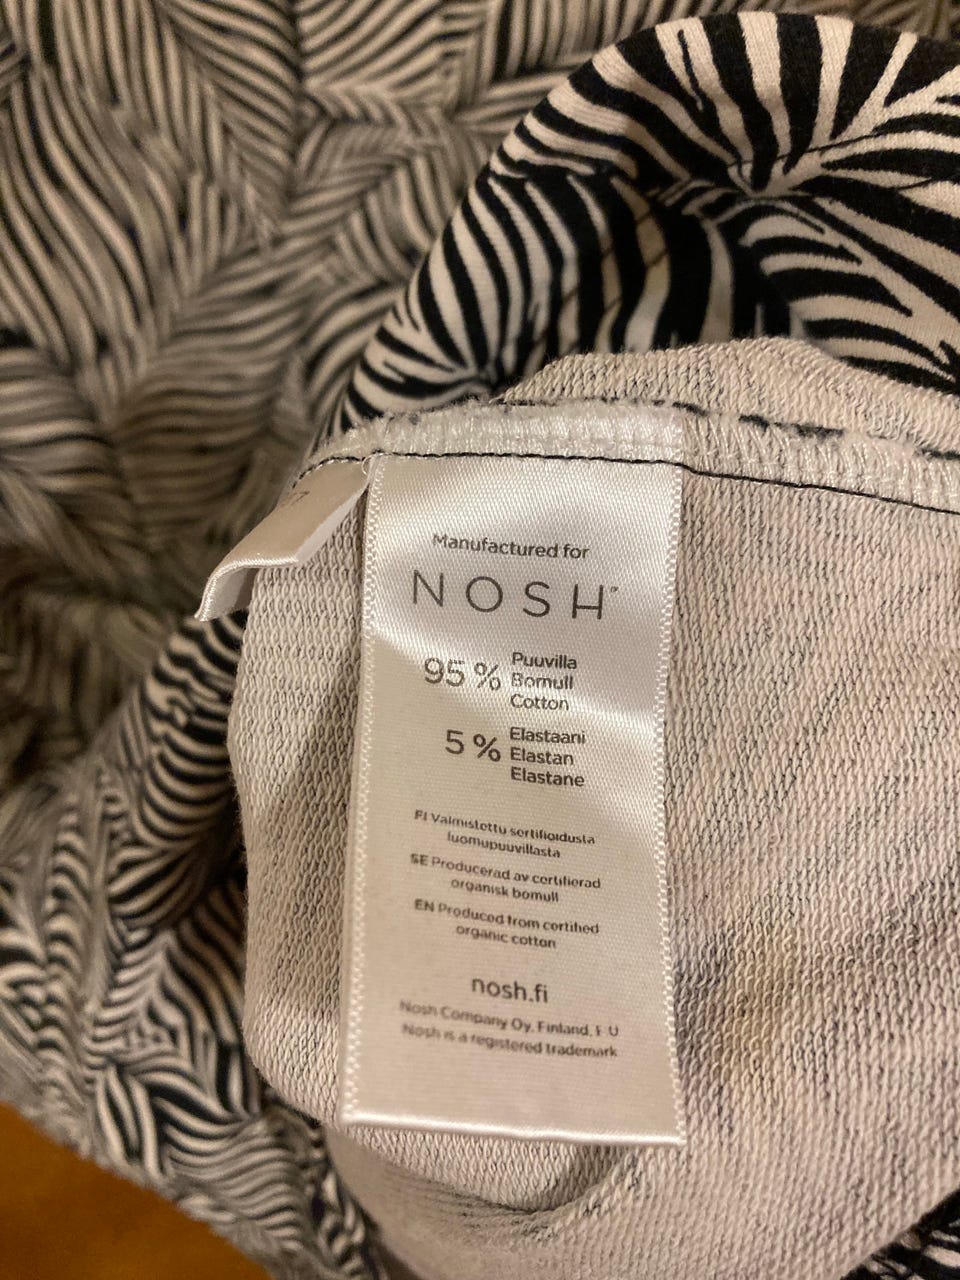 Manufactured for
NOSH™
95 % Puuvilla
Bomull
Cotton
5 % Elastaani
Elastan
Elastane
FI Valmistettu sertifioidusta
luomupuuvillasta
SE Producerad av certifierad
organisk bomull
EN Produced from certified
organic cotton
nosh.fi
Nosh Company Oy, Finland, EU
Nosh is a registered trademark